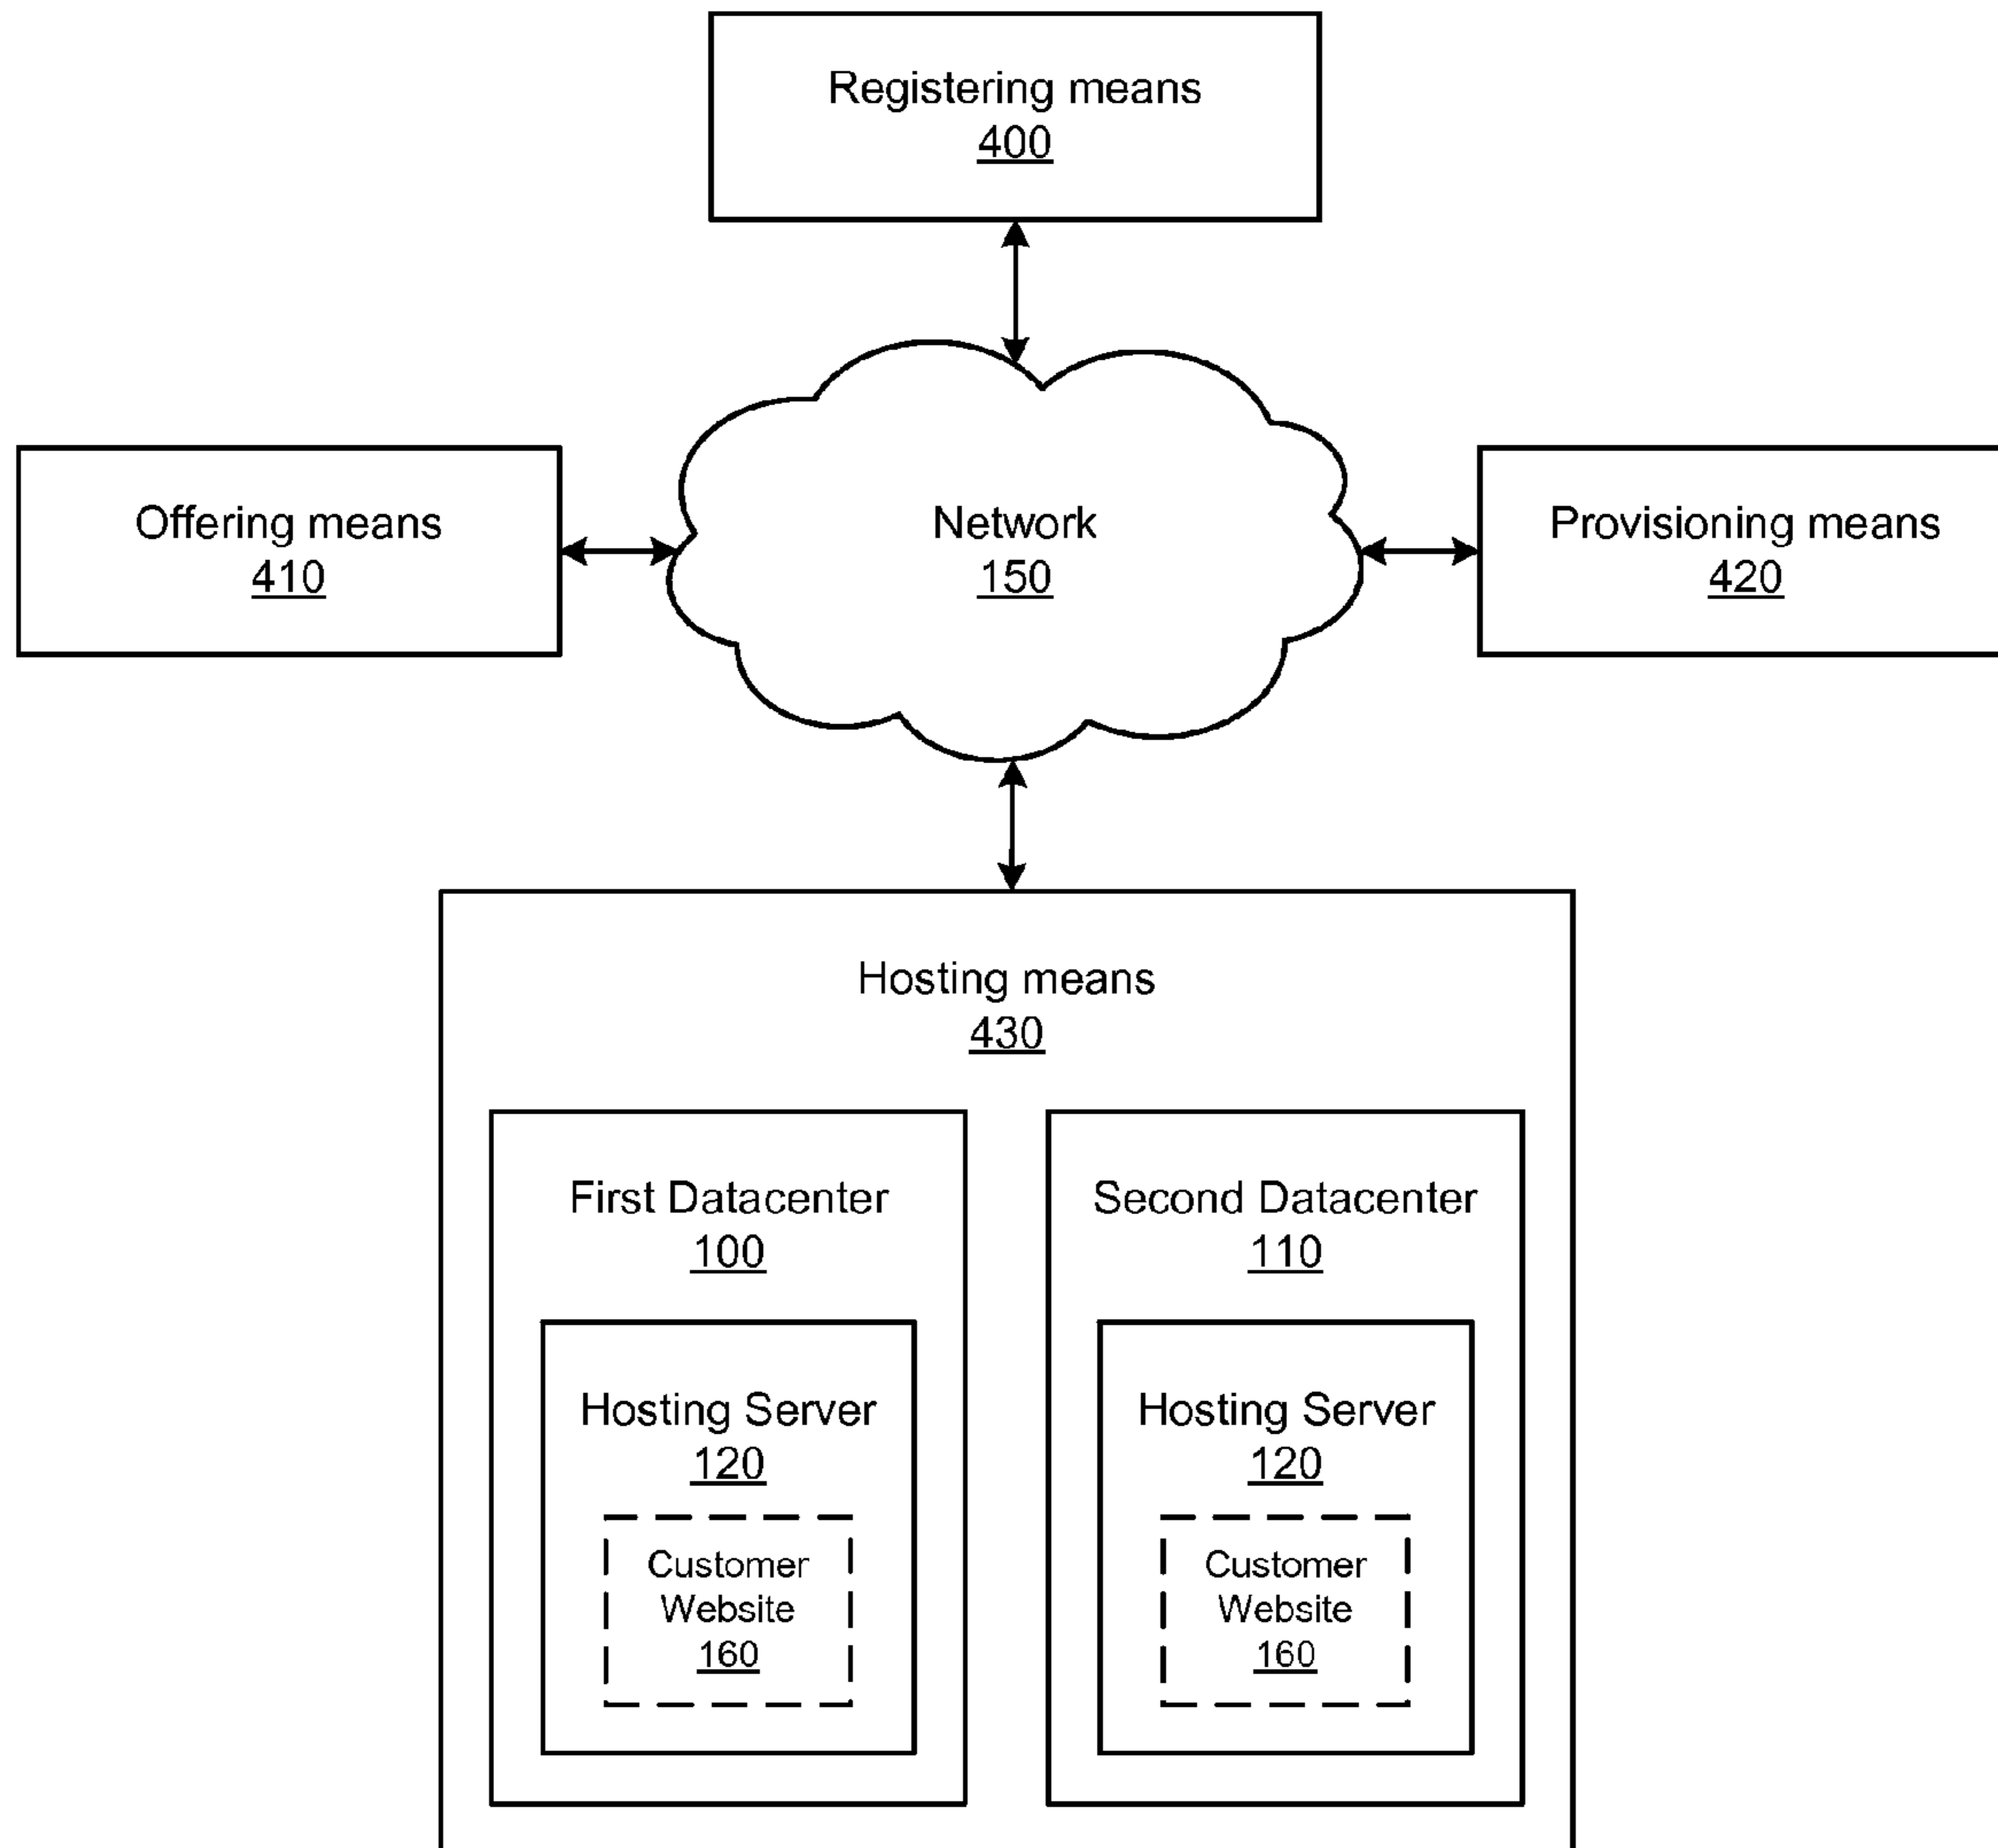 Registering means
400
Offering means
410
Network
150
Provisioning means
420
Hosting means
430
First Datacenter
100
Hosting Server
120
Customer
Website
160
Second Datacenter
110
Hosting Server
120
Customer
Website
160